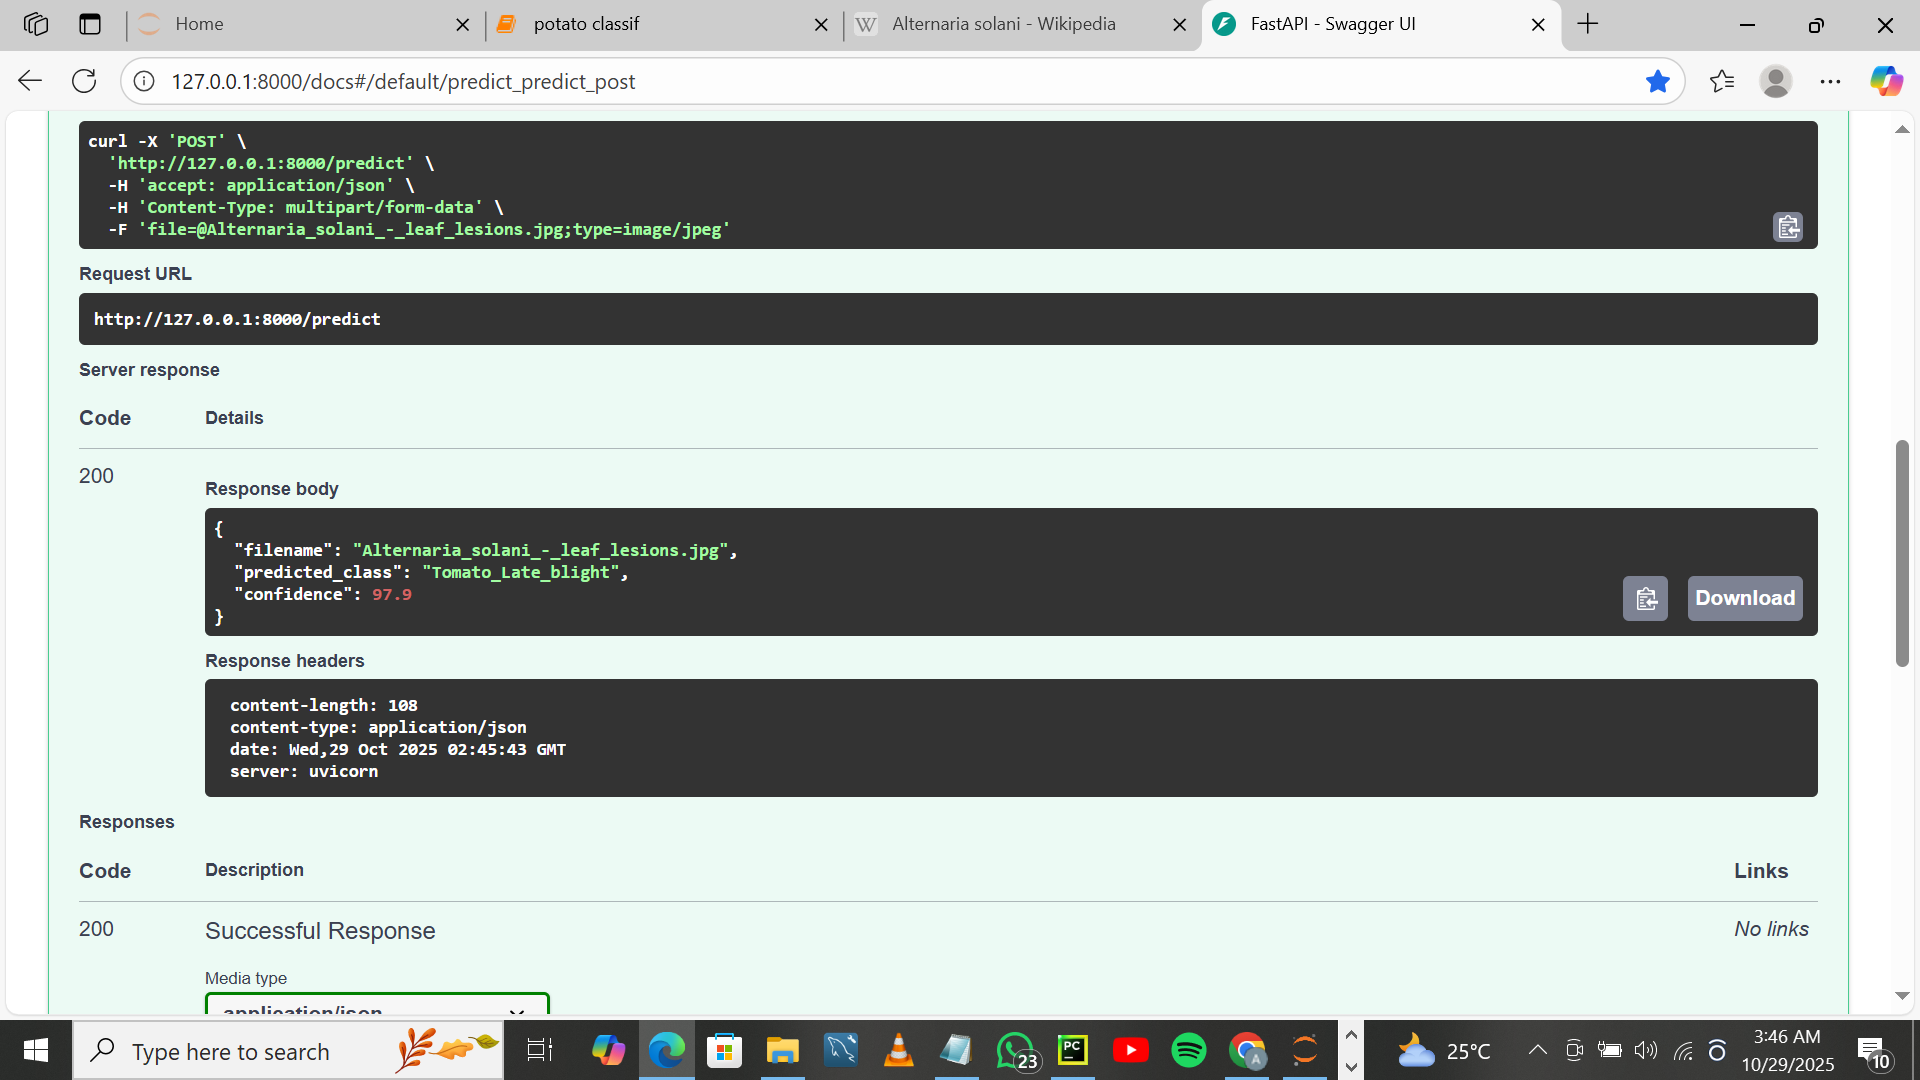 Home
potato classif
Alternaria solani - Wikipedia
FastAPI - Swagger UI
127.0.0.1:8000/docs#/default/predict_predict_post
curl -X 'POST' \
'http://127.0.0.1:8000/predict' \
-H 'accept: application/json' \
-H 'Content-Type: multipart/form-data' \
-F 'file=@Alternaria_solani_-_leaf_lesions.jpg;type=image/jpeg'
Request URL
http://127.0.0.1:8000/predict
Server response
Code Details
200
Response body
{
"filename": "Alternaria_solani_-_leaf_lesions.jpg",
"predicted_class": "Tomato_Late_blight",
"confidence": 97.9
}
Download
Response headers
content-length: 108
content-type: application/json
date: Wed,29 Oct 2025 02:45:43 GMT
server: uvicorn
Responses
Code Description Links
200 Successful Response No links
Media type
application/json
Type here to search
23
PC
A
25°C
3:46 AM
10/29/2025
10